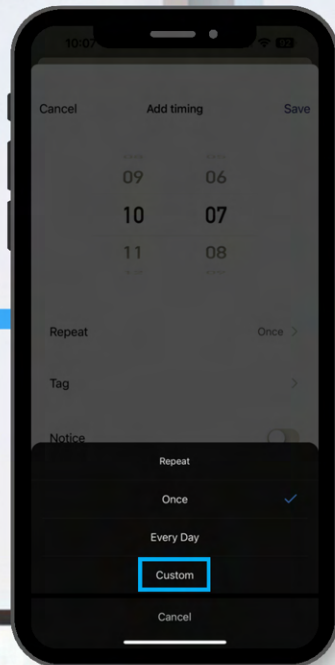 10:07
Cancel Add timing Save
09 06
10 07
11 08
Repeat Once >
Tag >
Notice
Repeat
Once ✓
Every Day
Custom
Cancel